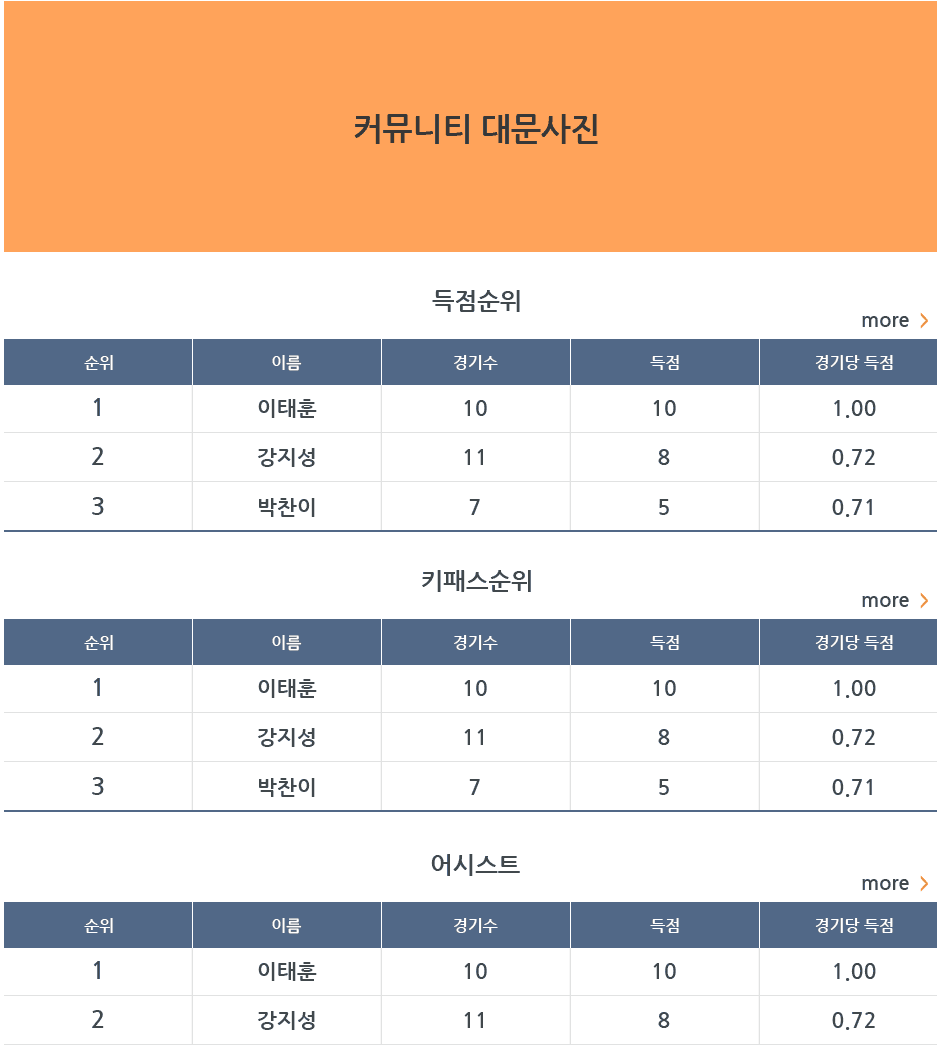 커뮤니티 대문사진
득점순위
more
순위 이름 경기수 득점 경기당 득점
1 이태훈 10 10 1.00
2 강지성 11 8 0.72
3 박찬이 7 5 0.71
키패스순위
more
순위 이름 경기수 득점 경기당 득점
1 이태훈 10 10 1.00
2 강지성 11 8 0.72
3 박찬이 7 5 0.71
어시스트
more
순위 이름 경기수 득점 경기당 득점
1 이태훈 10 10 1.00
2 강지성 11 8 0.72